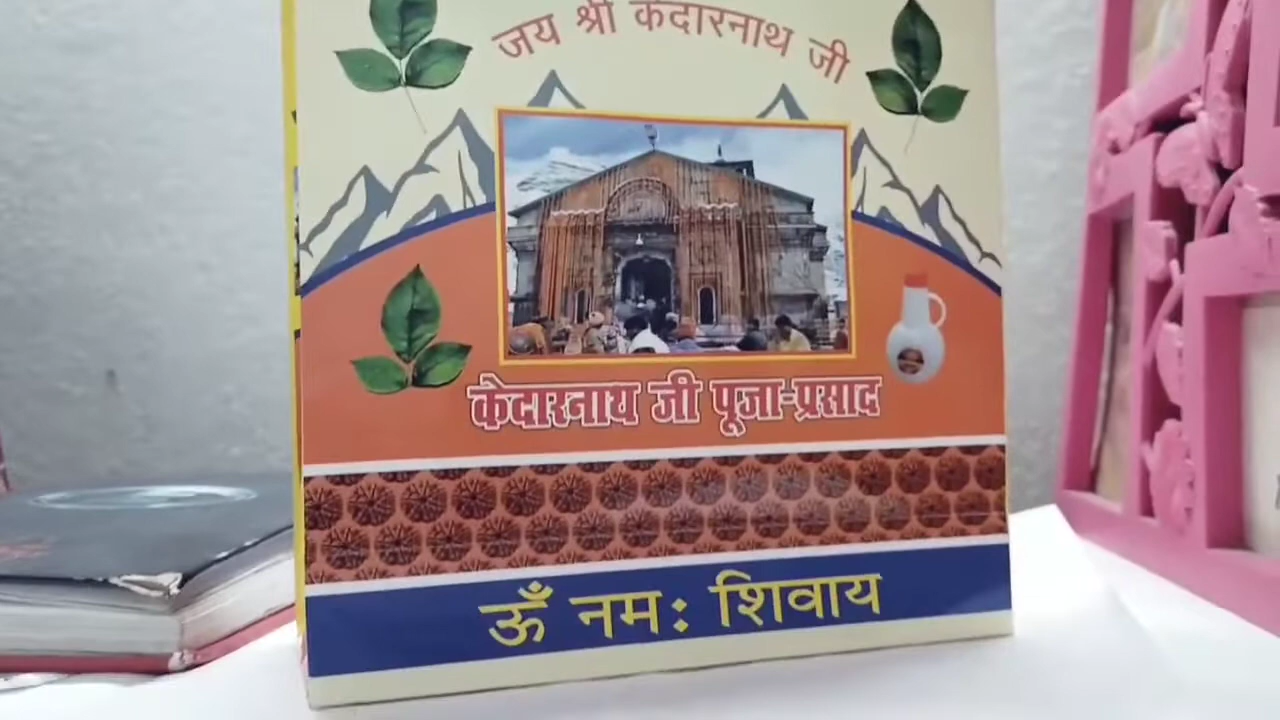 जय श्री केदारनाथ जी
केदारनाथ जी पूजा-प्रसाद
ऊँ नमः शिवाय